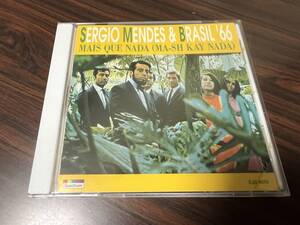 SERGIO MENDES & BRASIL '66
MAIS QUE NADA (MA-SH KAY NADA)